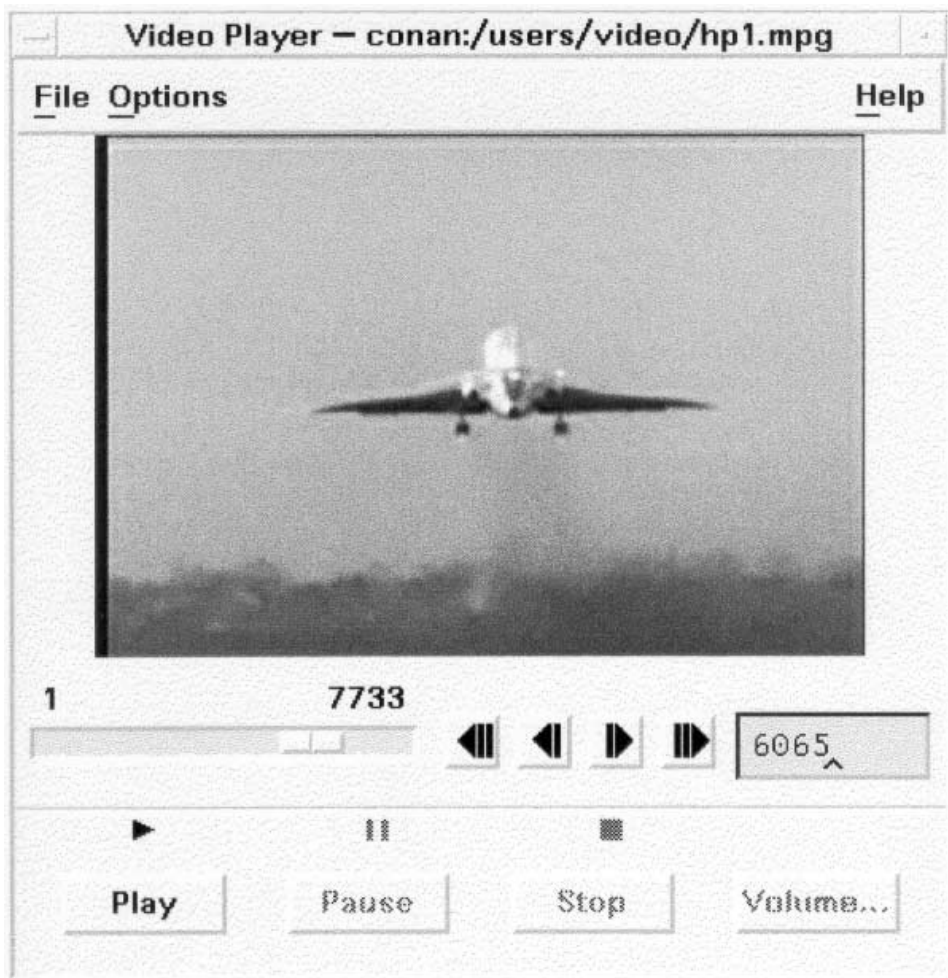 Video Player – conan:/users/video/hp1.mpg
File Options Help
1 7733
6065
Play Pause Stop Volume...